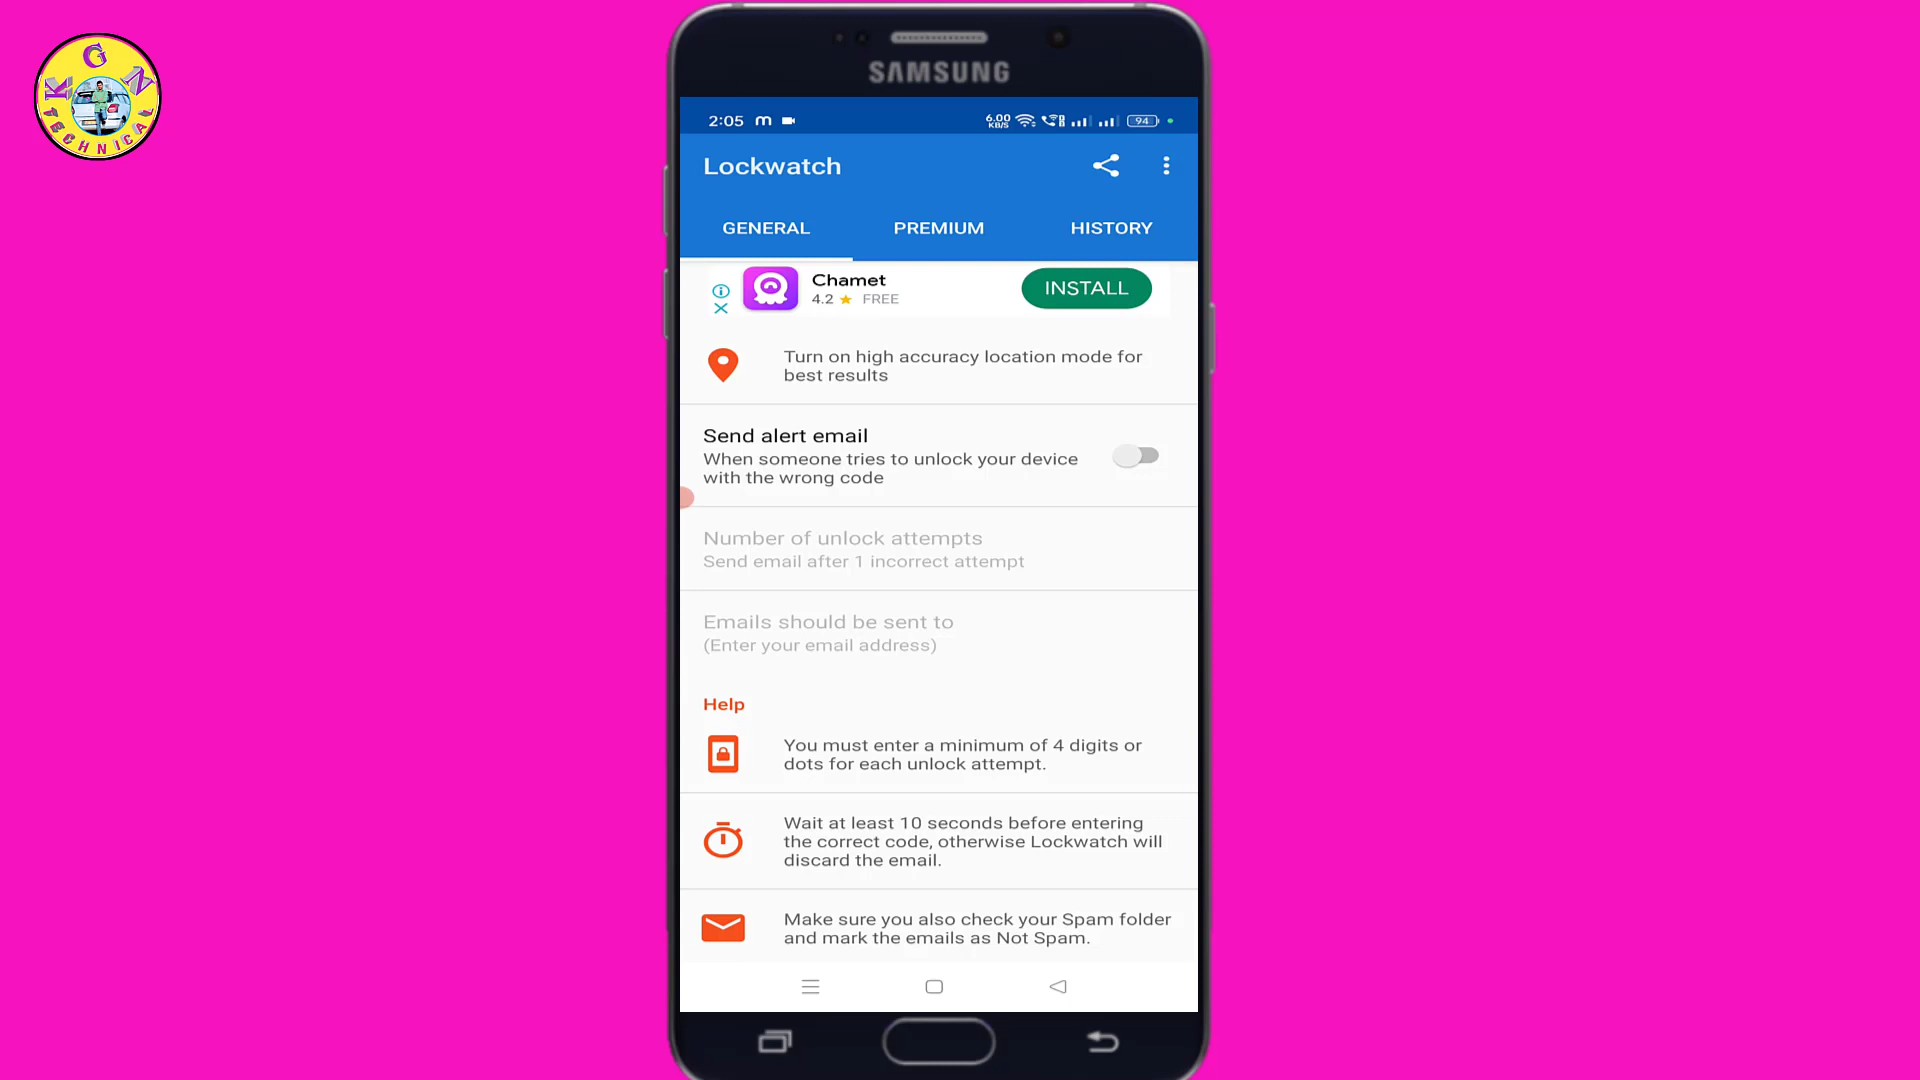 KGN
TECHNICAL
SAMSUNG
2:05
6.00
KB/S
94
Lockwatch
GENERAL
PREMIUM
HISTORY
Chamet
4.2 ★ FREE
INSTALL
Turn on high accuracy location mode for
best results
Send alert email
When someone tries to unlock your device
with the wrong code
Number of unlock attempts
Send email after 1 incorrect attempt
Emails should be sent to
(Enter your email address)
Help
You must enter a minimum of 4 digits or
dots for each unlock attempt.
Wait at least 10 seconds before entering
the correct code, otherwise Lockwatch will
discard the email.
Make sure you also check your Spam folder
and mark the emails as Not Spam.